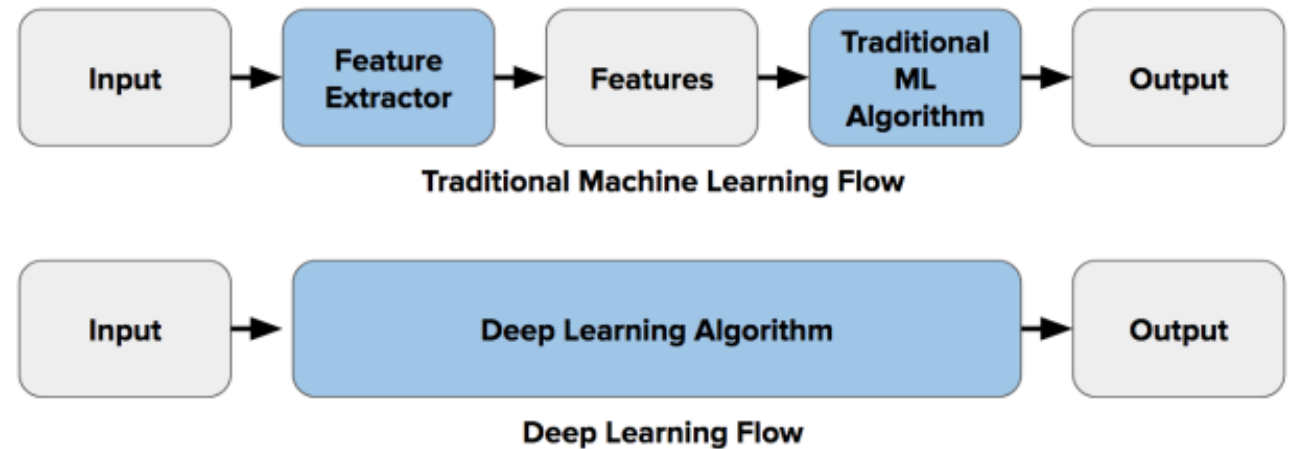 Input
Feature
Extractor
Features
Traditional
ML
Algorithm
Output
Traditional Machine Learning Flow
Input
Deep Learning Algorithm
Output
Deep Learning Flow